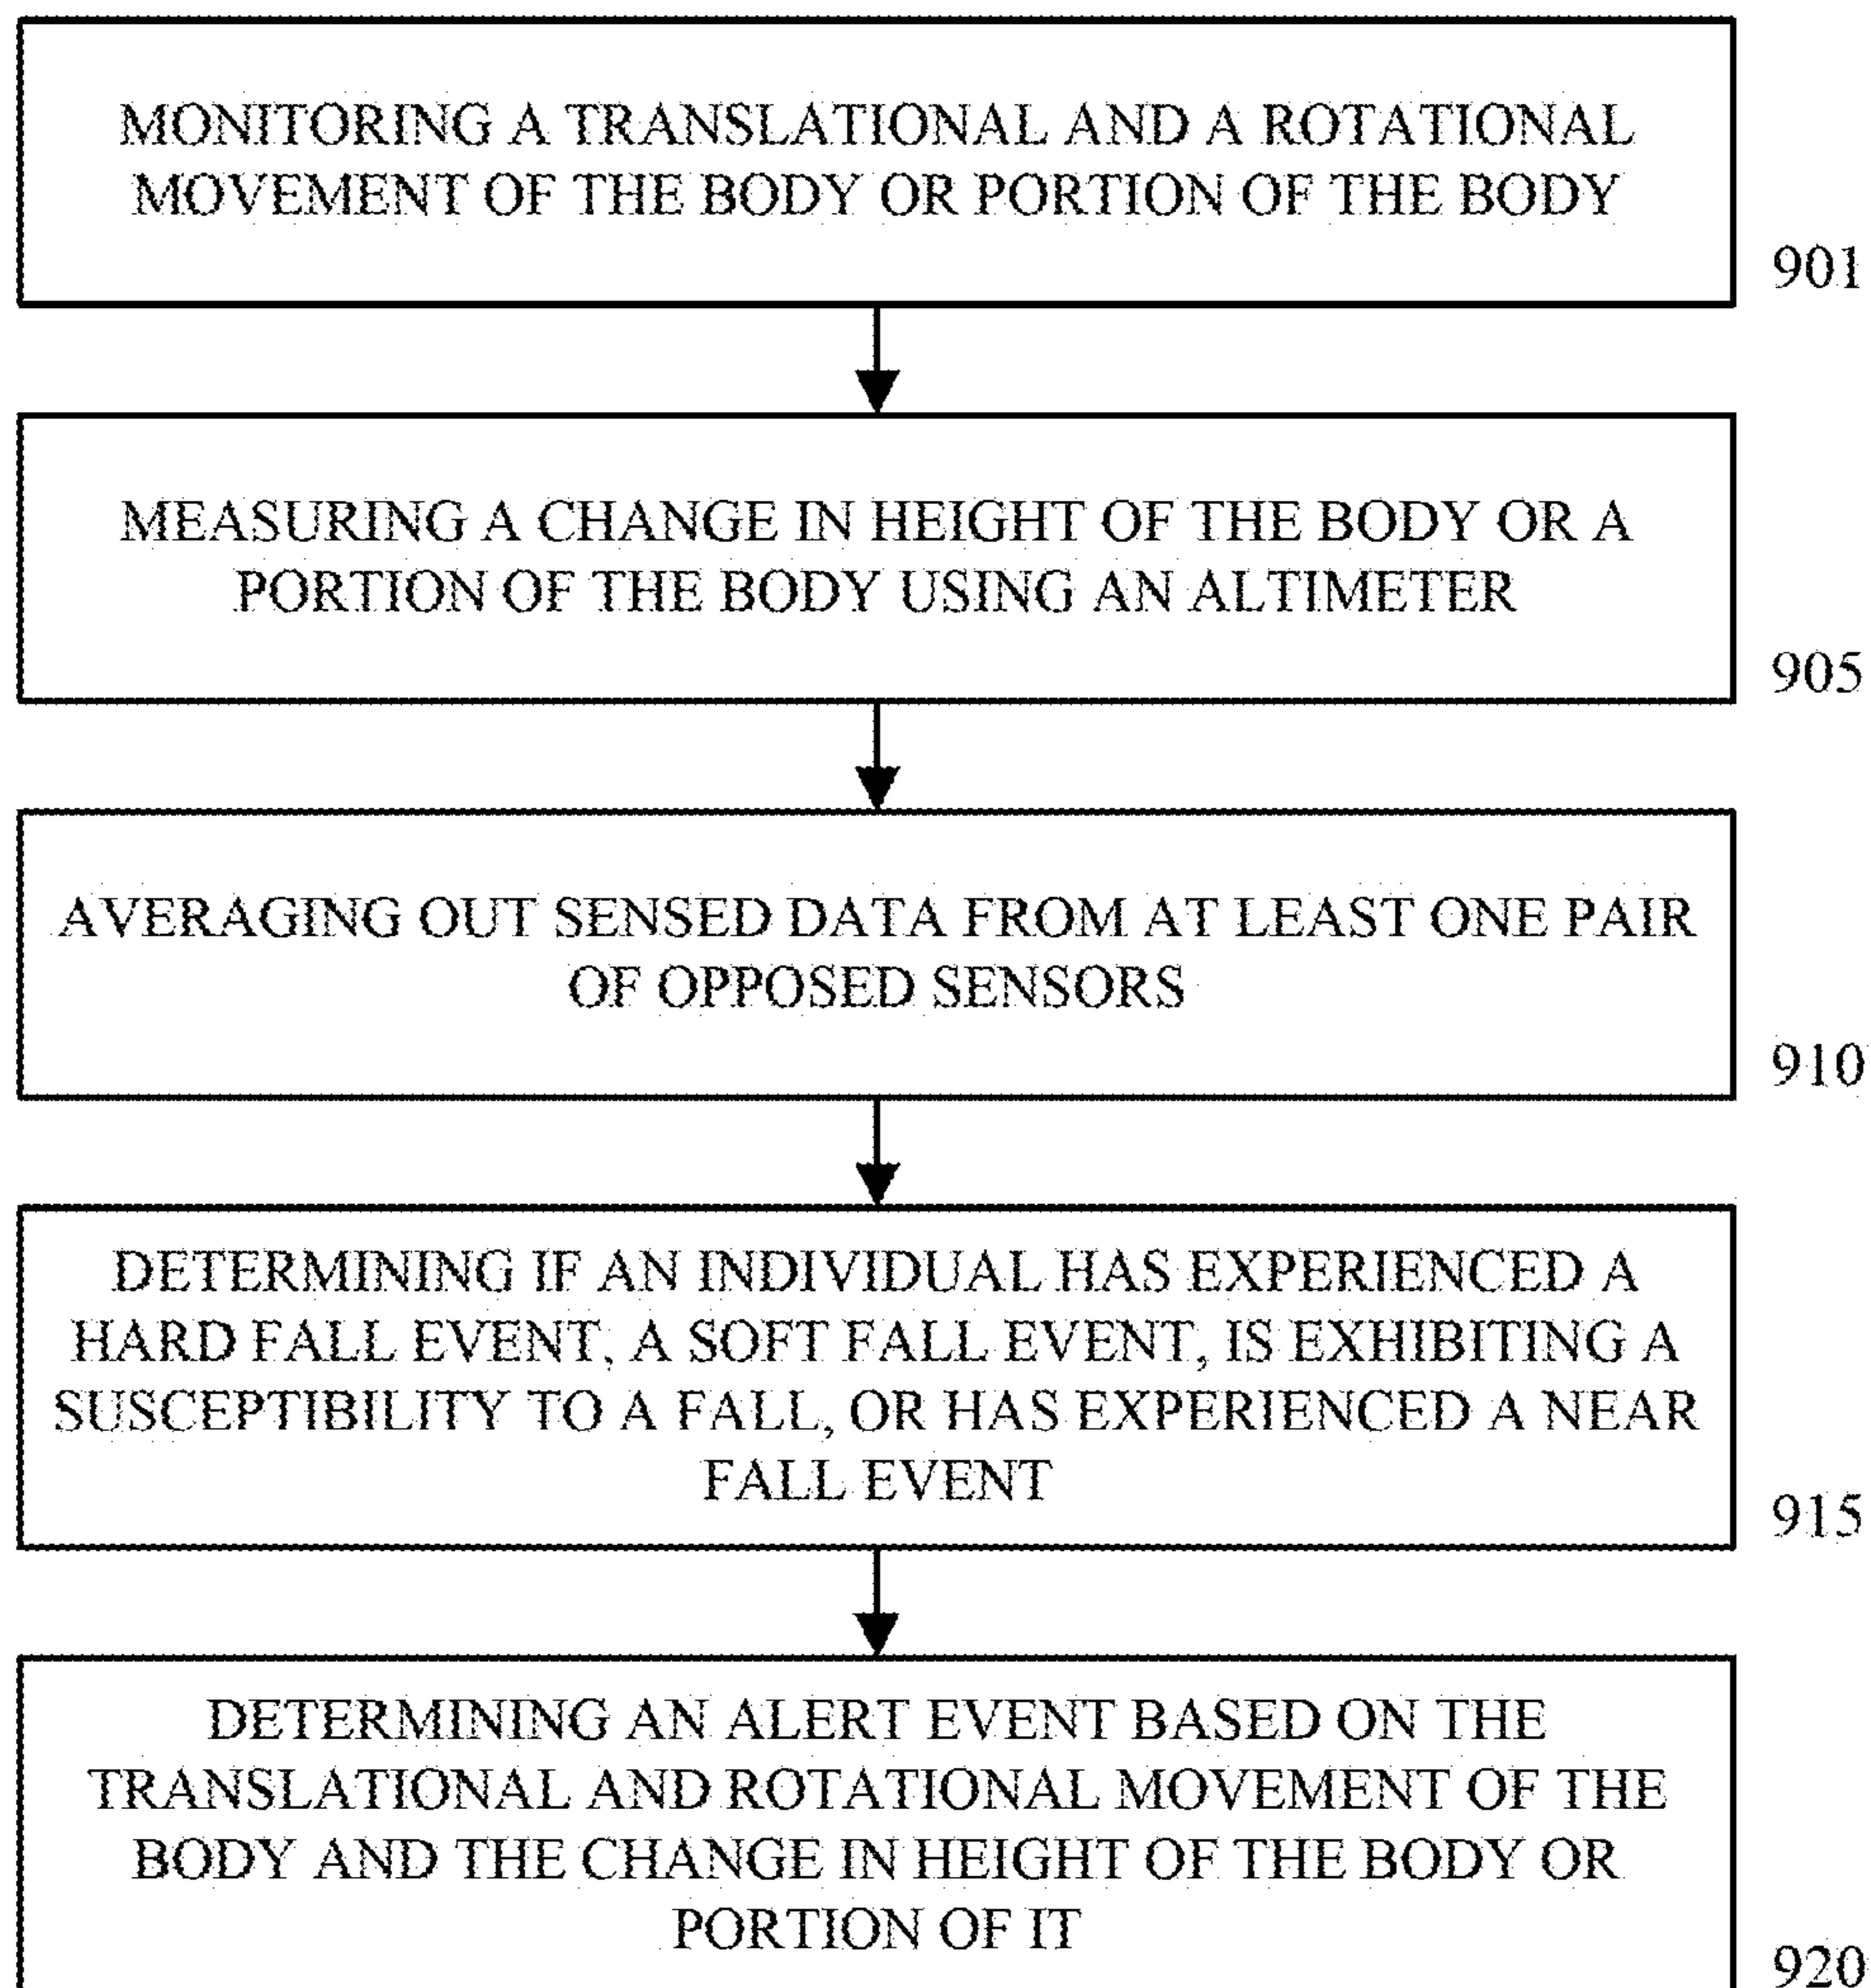 MONITORING A TRANSLATIONAL AND A ROTATIONAL
MOVEMENT OF THE BODY OR PORTION OF THE BODY
901
MEASURING A CHANGE IN HEIGHT OF THE BODY OR A
PORTION OF THE BODY USING AN ALTIMETER
905
AVERAGING OUT SENSED DATA FROM AT LEAST ONE PAIR
OF OPPOSED SENSORS
910
DETERMINING IF AN INDIVIDUAL HAS EXPERIENCED A
HARD FALL EVENT, A SOFT FALL EVENT, IS EXHIBITING A
SUSCEPTIBILITY TO A FALL, OR HAS EXPERIENCED A NEAR
FALL EVENT
915
DETERMINING AN ALERT EVENT BASED ON THE
TRANSLATIONAL AND ROTATIONAL MOVEMENT OF THE
BODY AND THE CHANGE IN HEIGHT OF THE BODY OR
PORTION OF IT
920